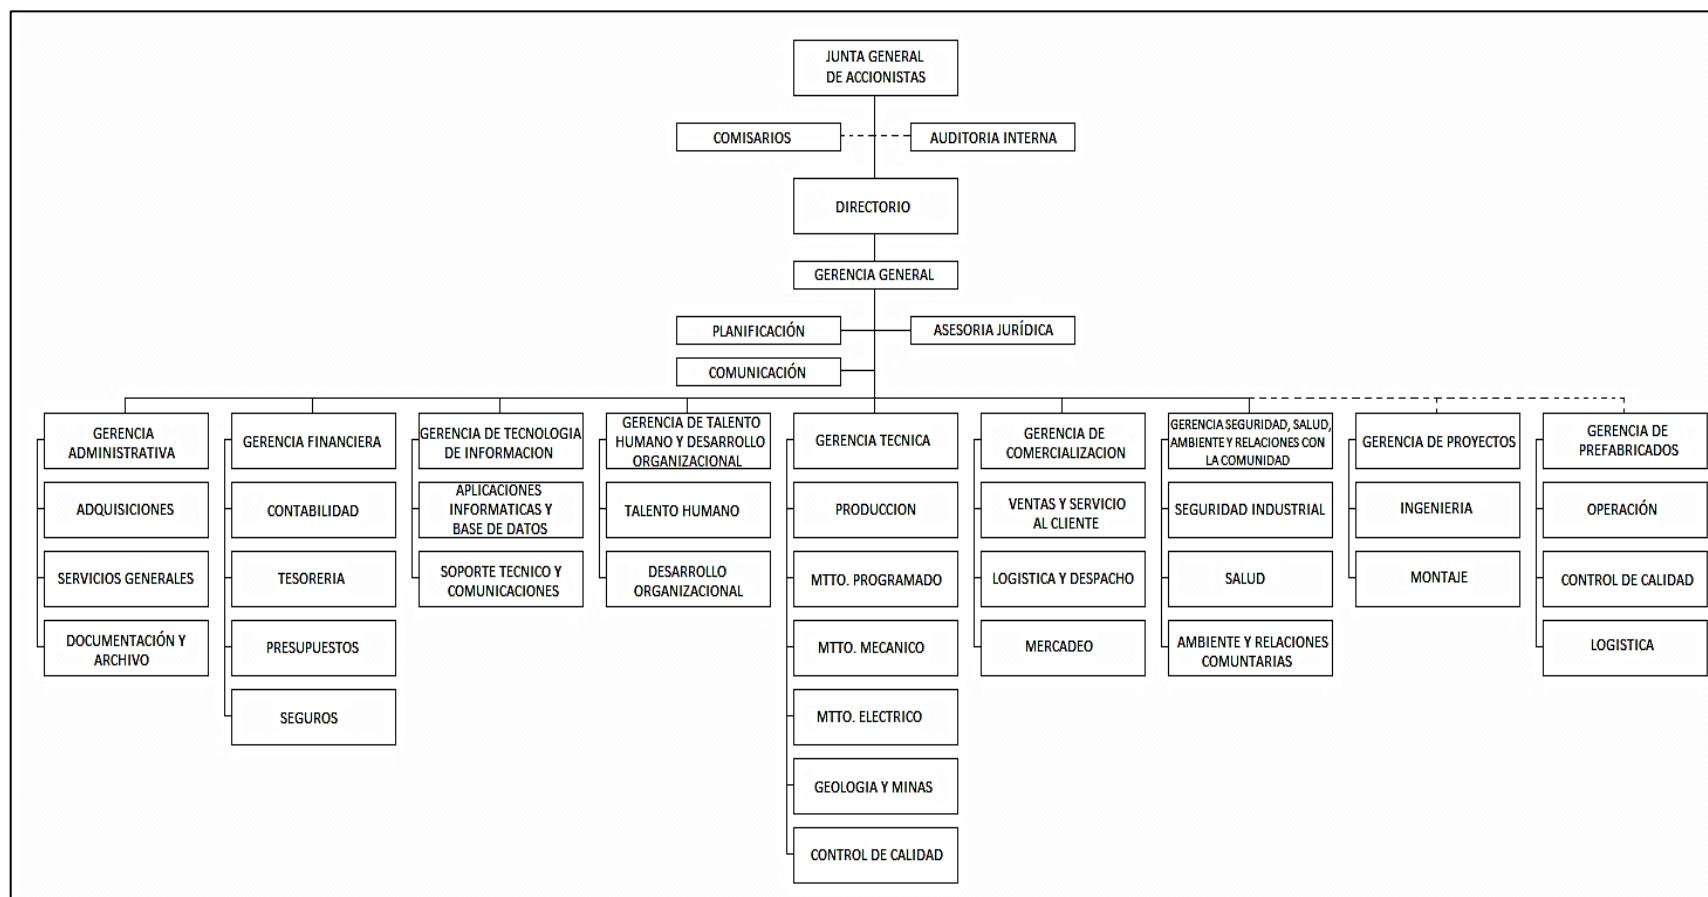 JUNTA GENERAL
DE ACCIONISTAS
COMISARIOS
AUDITORIA INTERNA
DIRECTORIO
GERENCIA GENERAL
PLANIFICACIÓN
ASESORIA JURÍDICA
COMUNICACIÓN
GERENCIA
ADMINISTRATIVA
ADQUISICIONES
SERVICIOS GENERALES
DOCUMENTACIÓN Y
ARCHIVO
GERENCIA FINANCIERA
CONTABILIDAD
TESORERIA
PRESUPUESTOS
SEGUROS
GERENCIA DE TECNOLOGIA
DE INFORMACION
APLICACIONES
INFORMATICAS Y
BASE DE DATOS
SOPORTE TECNICO Y
COMUNICACIONES
GERENCIA DE TALENTO
HUMANO Y DESARROLLO
ORGANIZACIONAL
TALENTO HUMANO
DESARROLLO
ORGANIZACIONAL
GERENCIA TECNICA
PRODUCCION
MTTO. PROGRAMADO
MTTO. MECANICO
MTTO. ELECTRICO
GEOLOGIA Y MINAS
CONTROL DE CALIDAD
GERENCIA DE
COMERCIALIZACION
VENTAS Y SERVICIO
AL CLIENTE
LOGISTICA Y DESPACHO
MERCADEO
GERENCIA SEGURIDAD, SALUD,
AMBIENTE Y RELACIONES CON
LA COMUNIDAD
SEGURIDAD INDUSTRIAL
SALUD
AMBIENTE Y RELACIONES
COMUNTARIAS
GERENCIA DE PROYECTOS
INGENIERIA
MONTAJE
GERENCIA DE
PREFABRICADOS
OPERACIÓN
CONTROL DE CALIDAD
LOGISTICA